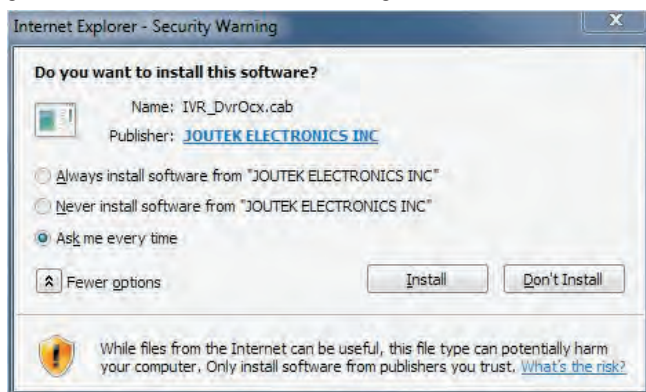 Internet Explorer - Security Warning
X
Do you want to install this software?
Name: IVR_DvrOcx.cab
Publisher: JOUTEK ELECTRONICS INC
Always install software from "JOUTEK ELECTRONICS INC"
Never install software from "JOUTEK ELECTRONICS INC"
Ask me every time
Fewer options Install Don't Install
While files from the Internet can be useful, this file type can potentially harm
your computer. Only install software from publishers you trust. What's the risk?